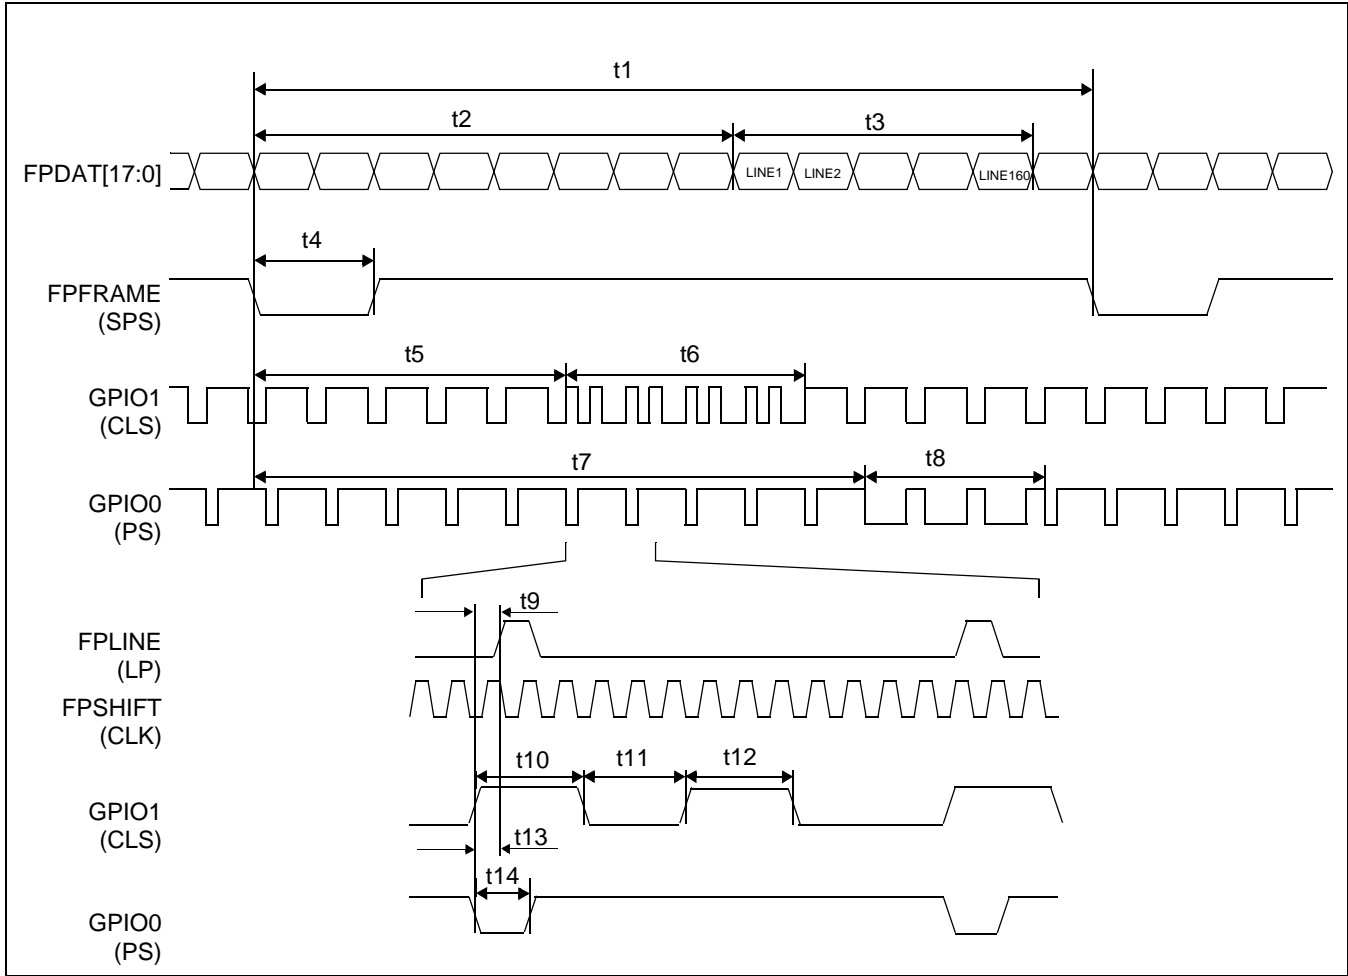 t1
t2
t3
FPDAT[17:0]
LINE1
LINE2
LINE160
t4
FPFRAME
(SPS)
t5
t6
GPIO1
(CLS)
t7
t8
GPIO0
(PS)
t9
FPLINE
(LP)
FPSHIFT
(CLK)
t10
t11
t12
GPIO1
(CLS)
t13
t14
GPIO0
(PS)